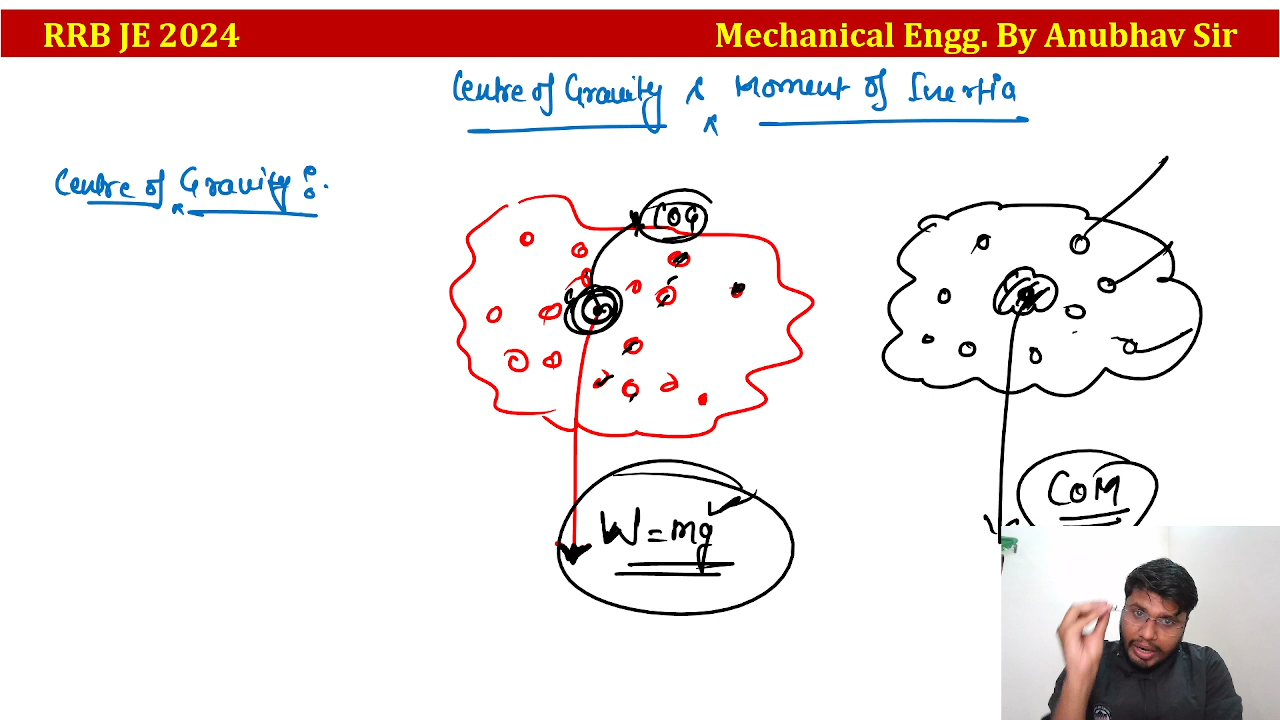 RRB JE 2024
Mechanical Engg. By Anubhav Sir
Centre of Gravity & Moment of Inertia
Centre of Gravity :-
COG
W = mg
COM